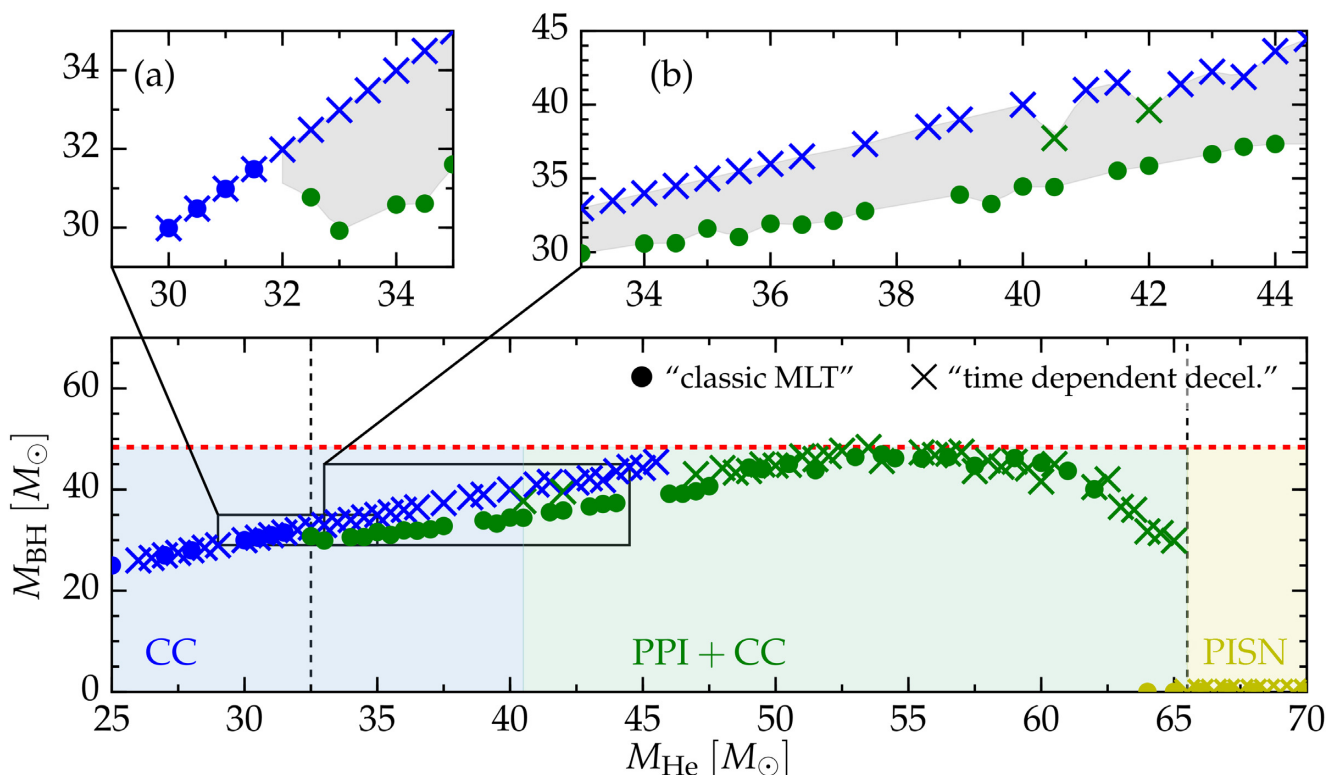 (a)
34
32
30
30 32 34
(b)
45
40
35
30
34 36 38 40 42 44
"classic MLT" "time dependent decel."
60
40
20
0
M_BH [M_⊙]
CC PPI + CC PISN
25 30 35 40 45 50 55 60 65 70
M_He [M_⊙]